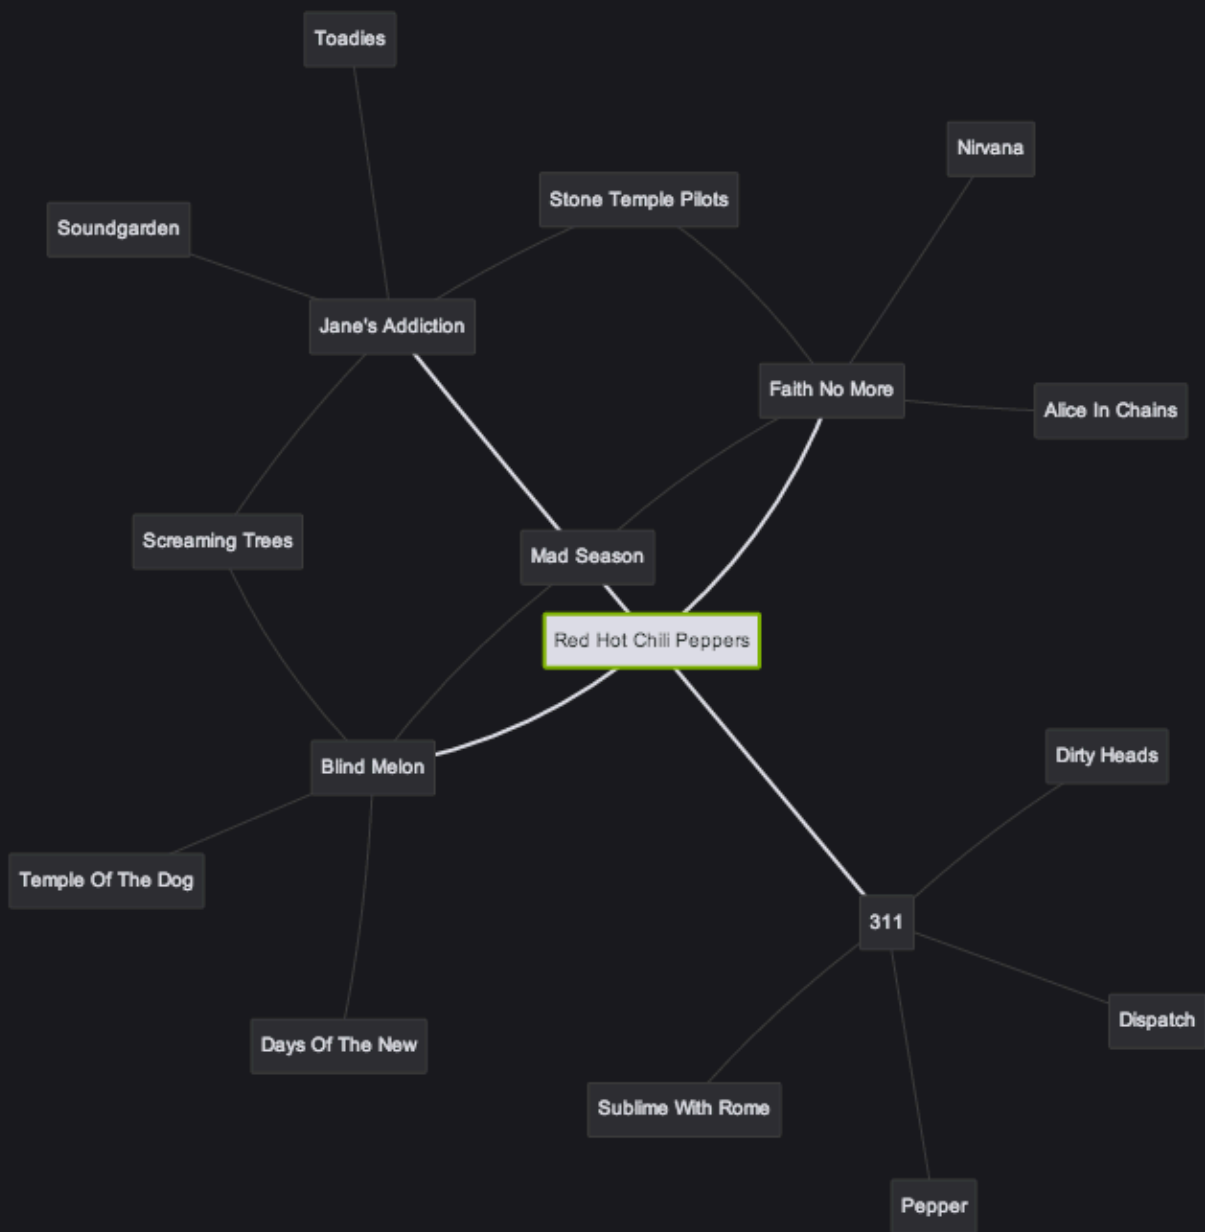 Toadies
Nirvana
Stone Temple Pilots
Soundgarden
Jane's Addiction
Faith No More
Alice In Chains
Screaming Trees
Mad Season
Red Hot Chili Peppers
Dirty Heads
Blind Melon
Temple Of The Dog
311
Dispatch
Days Of The New
Sublime With Rome
Pepper